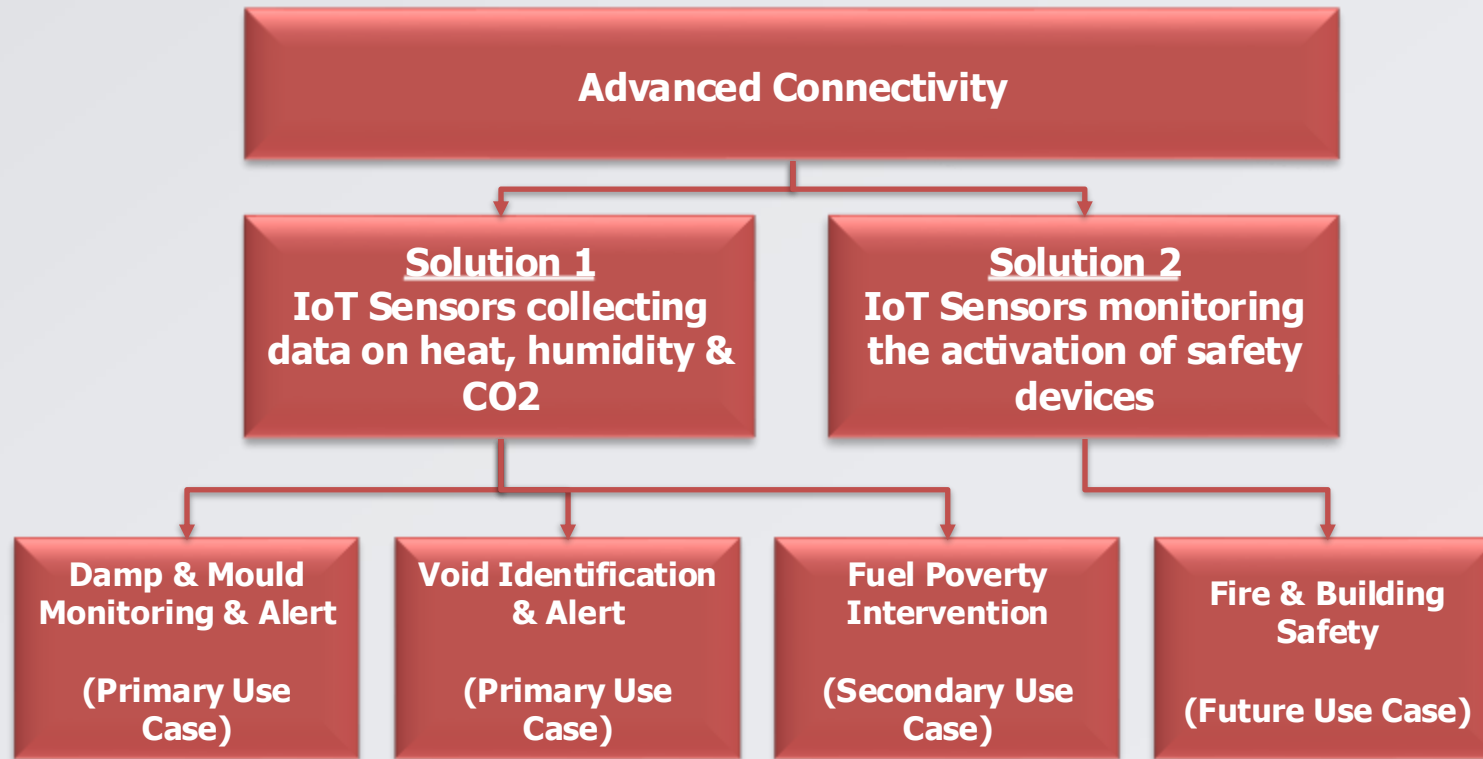 Advanced Connectivity
Solution 1
IoT Sensors collecting
data on heat, humidity &
CO2
Solution 2
IoT Sensors monitoring
the activation of safety
devices
Damp & Mould
Monitoring & Alert
(Primary Use
Case)
Void Identification
& Alert
(Primary Use
Case)
Fuel Poverty
Intervention
(Secondary Use
Case)
Fire & Building
Safety
(Future Use Case)